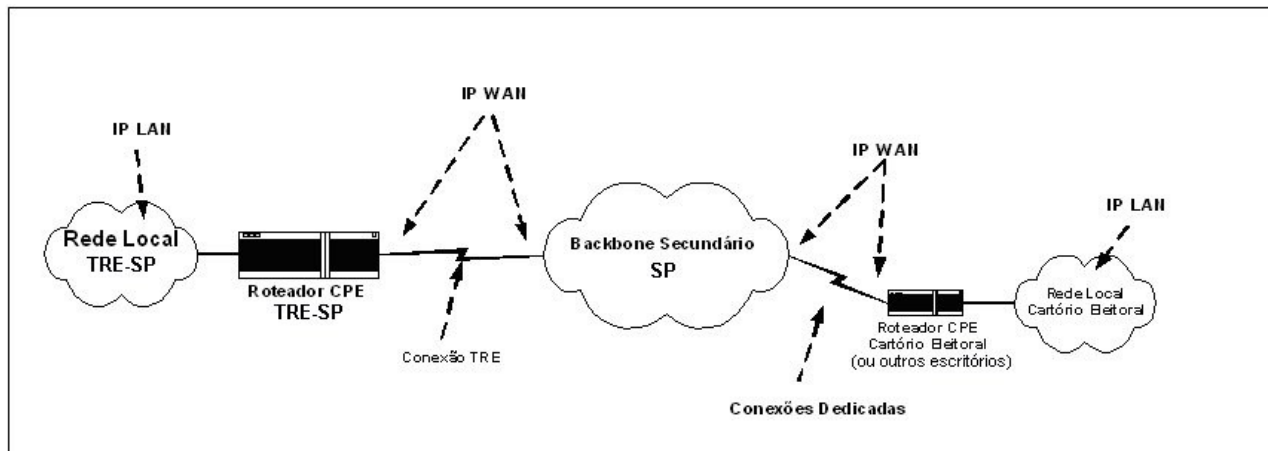 IP WAN
IP LAN
IP WAN
IP LAN
Rede Local
TRE-SP
Backbone Secundário
SP
Roteador CPE
TRE-SP
Rede Local
Cartório Eleitoral
Roteador CPE
Cartório Eleitoral
(ou outros escritórios)
Conexão TRE
Conexões Dedicadas